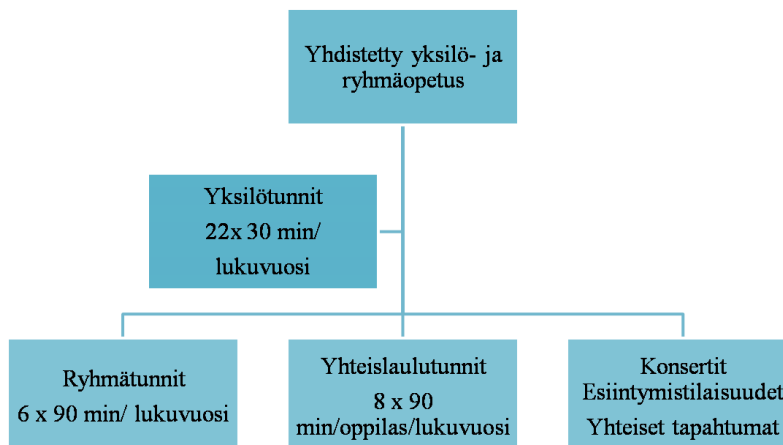 Yhdistetty yksilö- ja
ryhmäopetus
Yksilötunnit
22x 30 min/
lukuvuosi
Ryhmätunnit
6 x 90 min/ lukuvuosi
Yhteislaulutunnit
8 x 90
min/oppilas/lukuvuosi
Konsertit
Esiintymistilaisuudet
Yhteiset tapahtumat